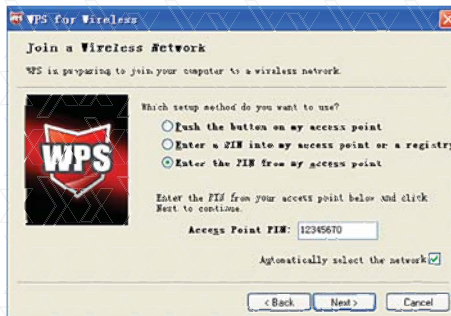 WPS for Wireless
Join a Wireless Network
WPS is preparing to join your computer to a wireless network.
WPS
Which setup method do you want to use?
Push the button on my access point
Enter a PIN into my access point or a registry
Enter the PIN from my access point
Enter the PIN from your access point below and click
Next to continue.
Access Point PIN: 12345670
Automatically select the network
< Back Next > Cancel